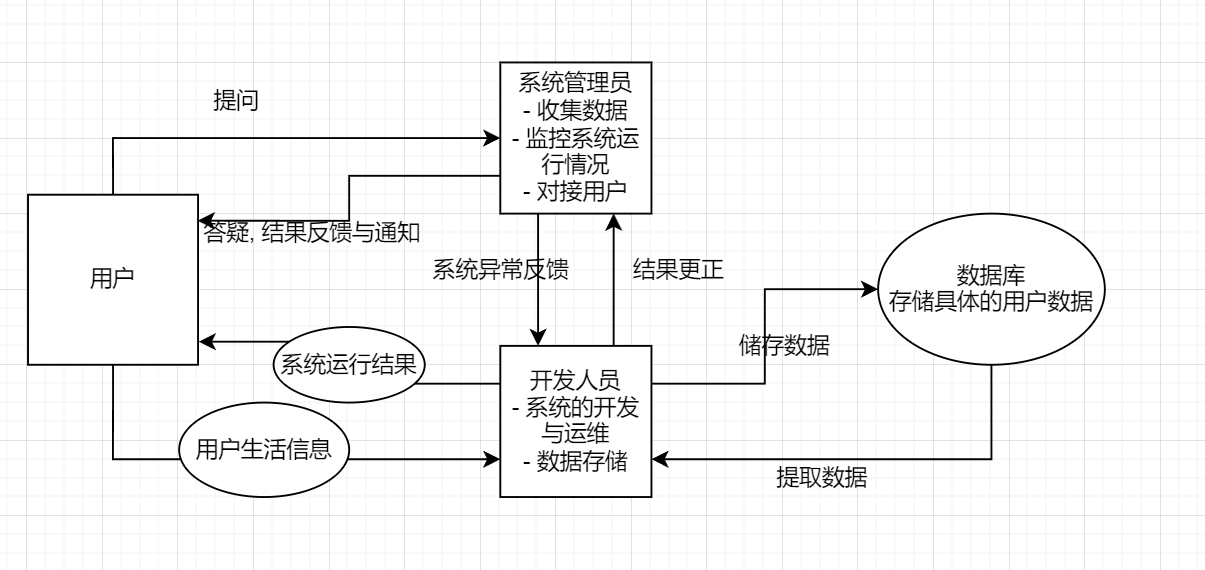 提问
系统管理员
- 收集数据
- 监控系统运
行情况
- 对接用户
答疑, 结果反馈与通知
用户
系统异常反馈
结果更正
数据库
存储具体的用户数据
储存数据
系统运行结果
开发人员
- 系统的开发
与运维
- 数据存储
用户生活信息
提取数据